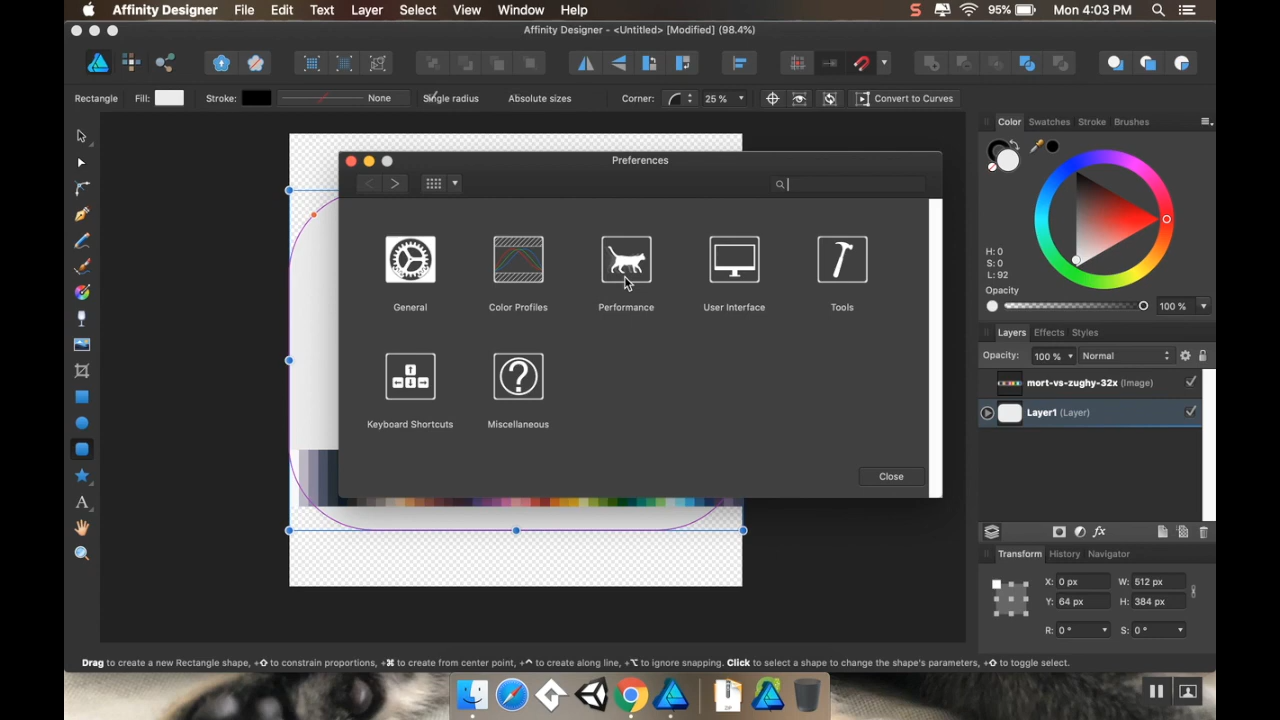 Affinity Designer File Edit Text Layer Select View Window Help S 95% Mon 4:03 PM
Affinity Designer - <Untitled> [Modified] (98.4%)
Rectangle Fill: Stroke: None Single radius Absolute sizes Corner: 25 % Convert to Curves
Color Swatches Stroke Brushes
Preferences
H: 0
S: 0
L: 92
Opacity
100 %
General Color Profiles Performance User Interface Tools
Layers Effects Styles
Opacity: 100 % Normal
mort-vs-zughy-32x (Image)
Layer1 (Layer)
Keyboard Shortcuts Miscellaneous
Close
fx
Transform History Navigator
X: 0 px W: 512 px
Y: 64 px H: 384 px
R: 0 ° S: 0 °
Drag to create a new Rectangle shape, +⇧ to constrain proportions, +⌘ to create from center point, +^ to create along line, +⌥ to ignore snapping. Click to select a shape to change the shape's parameters, +⇧ to toggle select.
ZIP